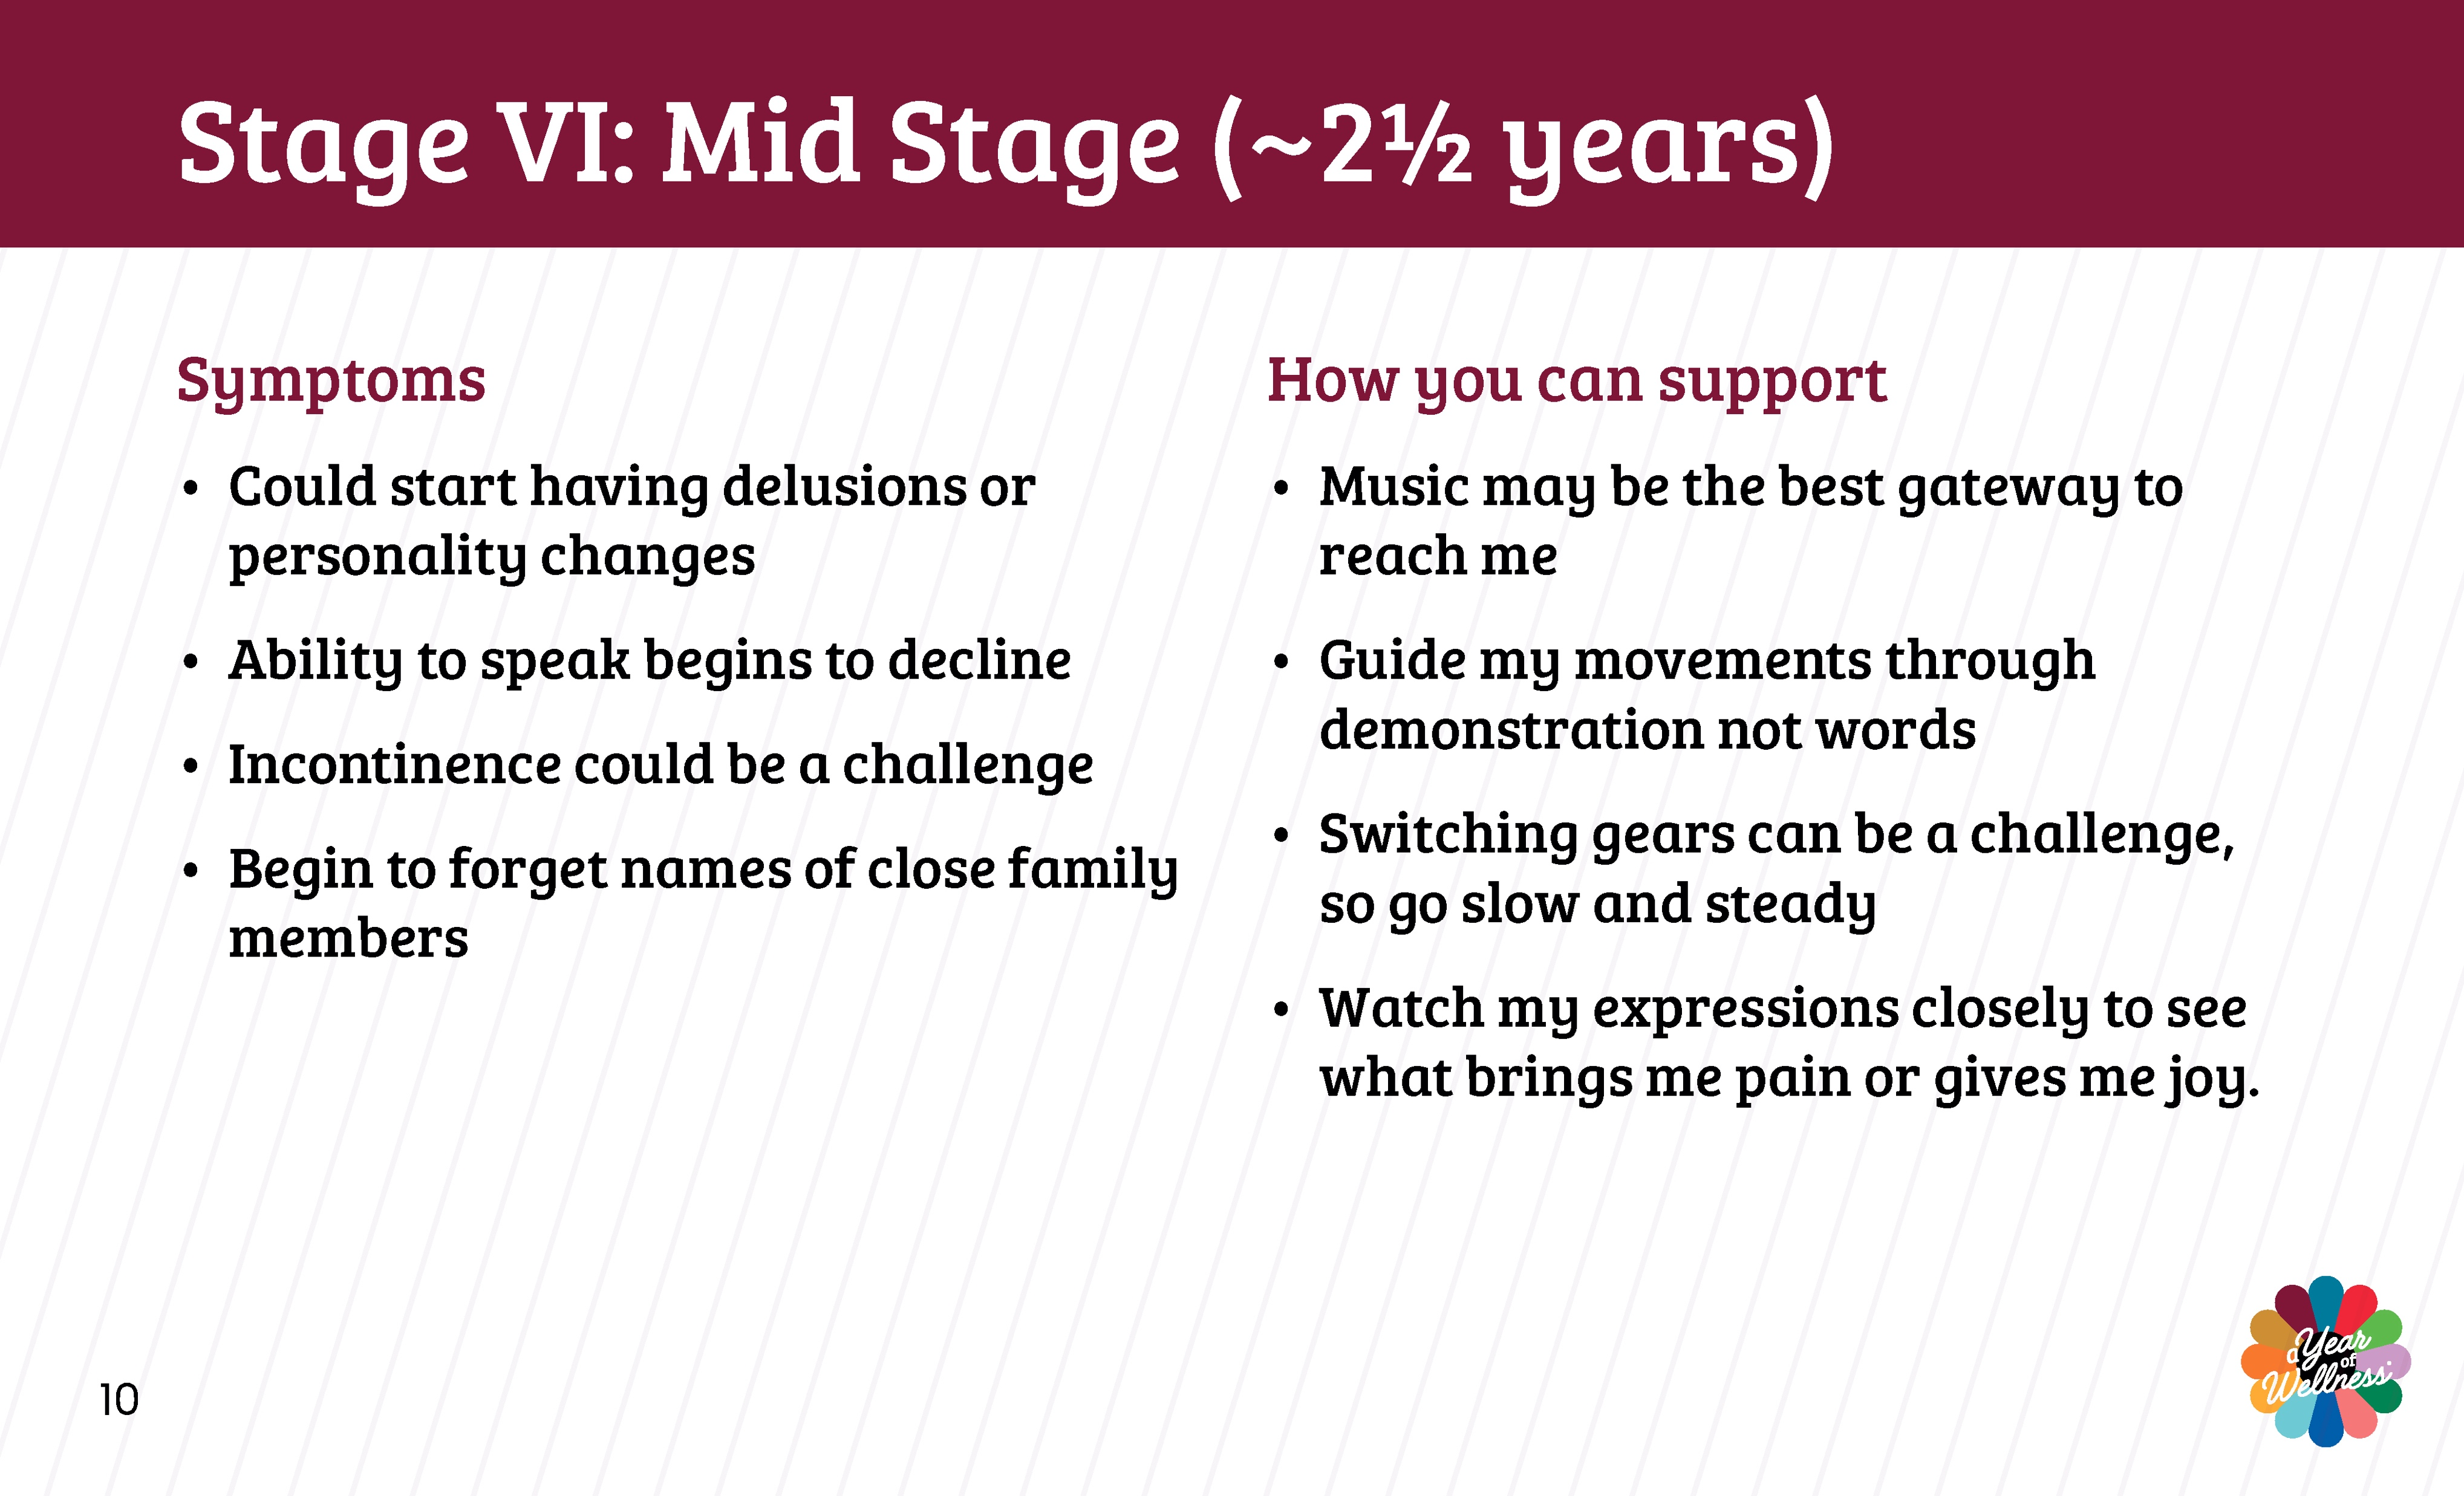 Stage VI: Mid Stage (~2½ years)
Symptoms
• Could start having delusions or
personality changes
• Ability to speak begins to decline
• Incontinence could be a challenge
• Begin to forget names of close family
members
How you can support
• Music may be the best gateway to
reach me
• Guide my movements through
demonstration not words
• Switching gears can be a challenge,
so go slow and steady
• Watch my expressions closely to see
what brings me pain or gives me joy.
10
a Year
of
Wellness